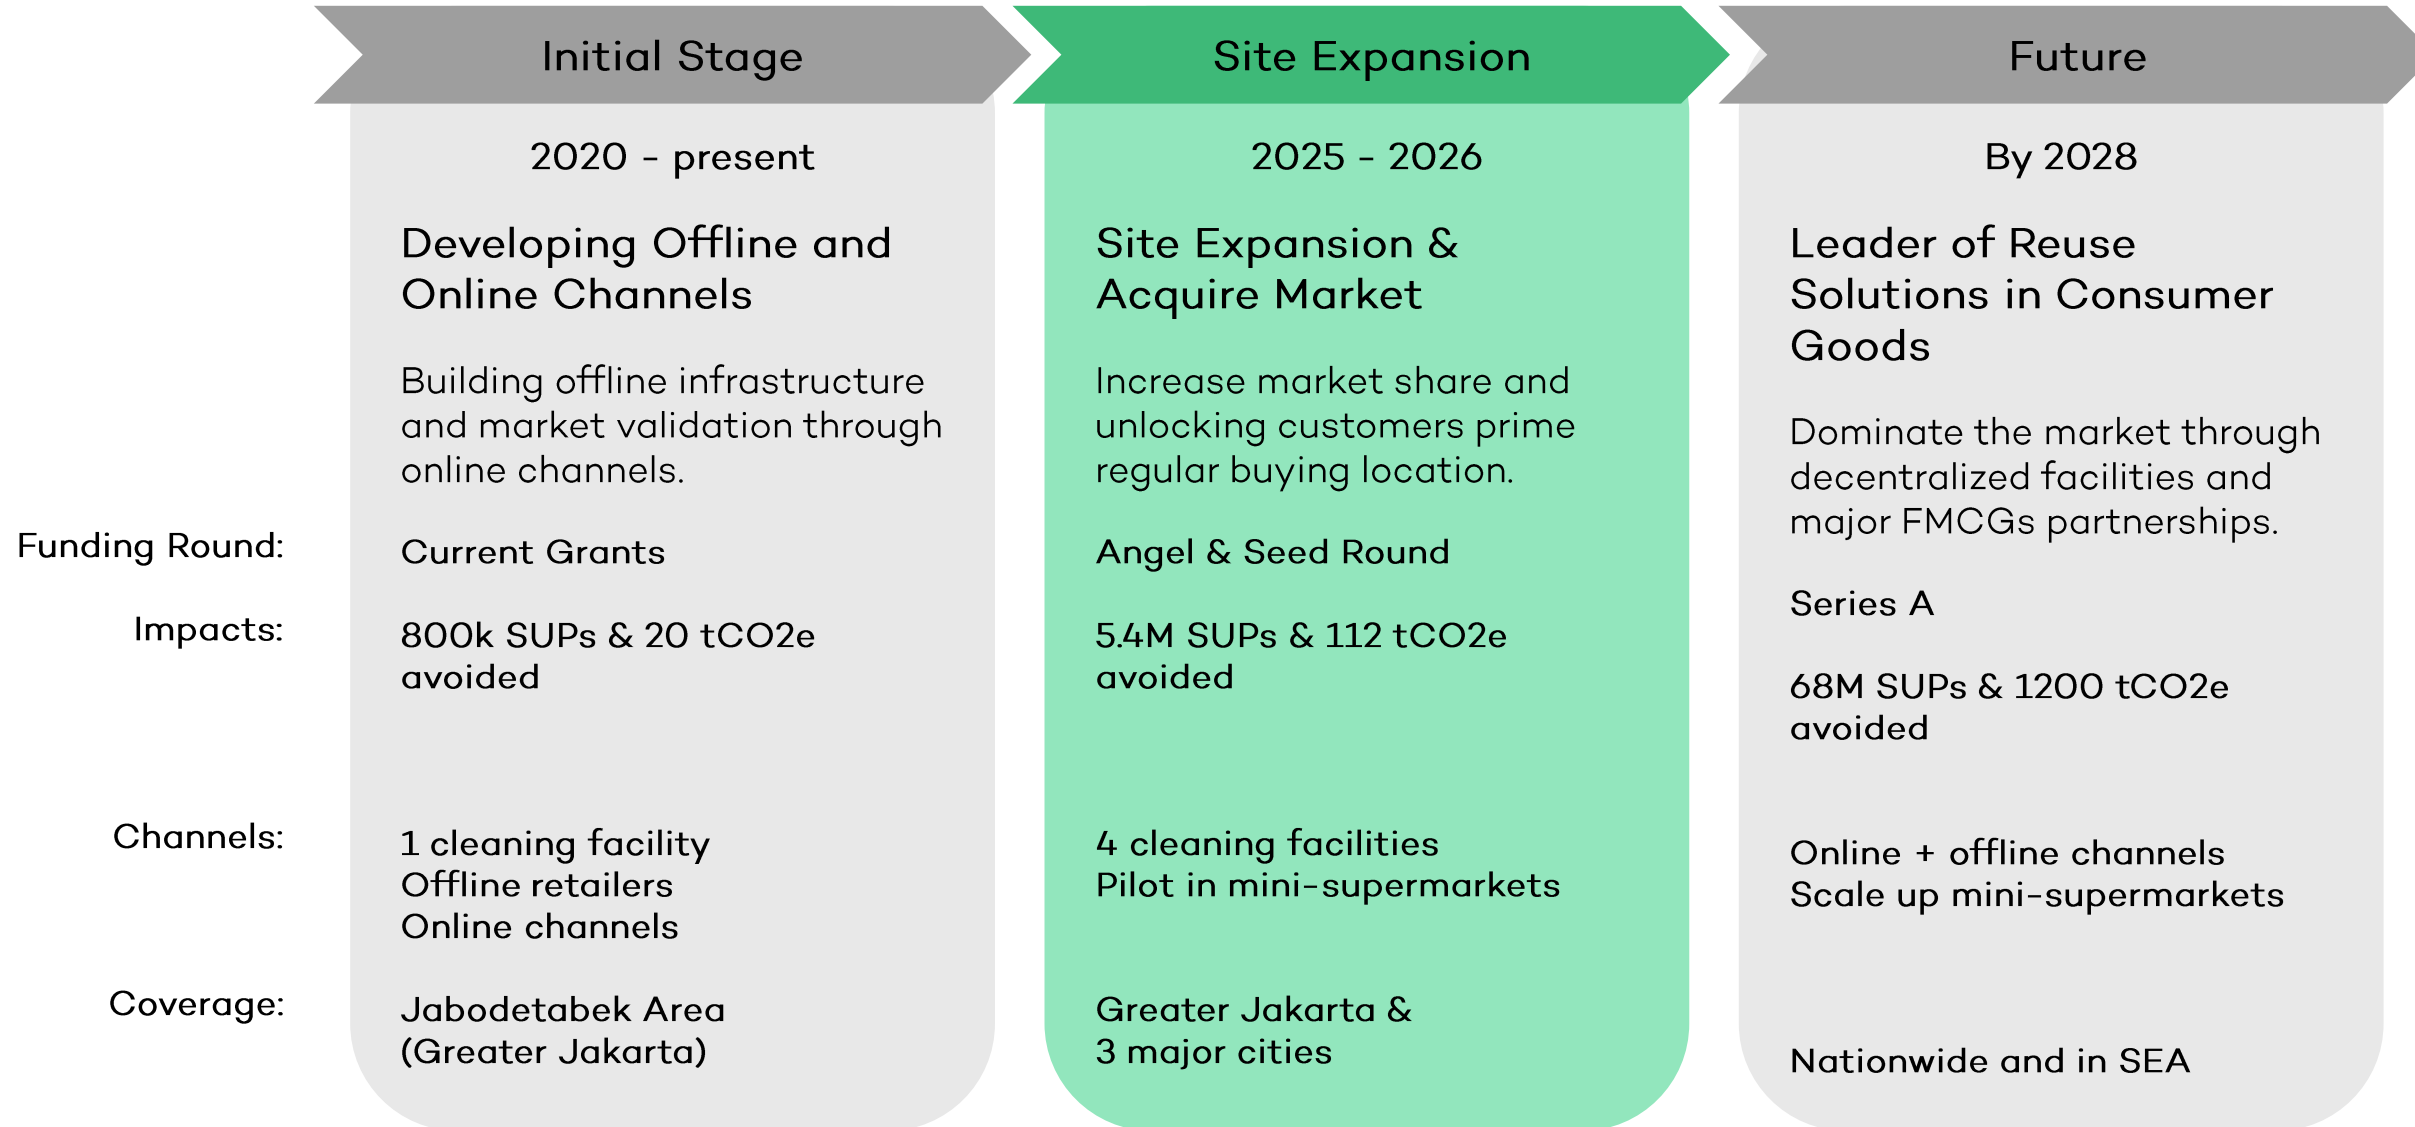 Initial Stage
Site Expansion
Future
2020 - present
Developing Offline and
Online Channels
Building offline infrastructure
and market validation through
online channels.
2025 - 2026
Site Expansion &
Acquire Market
Increase market share and
unlocking customers prime
regular buying location.
By 2028
Leader of Reuse
Solutions in Consumer
Goods
Dominate the market through
decentralized facilities and
major FMCGs partnerships.
Funding Round:
Current Grants
Angel & Seed Round
Series A
Impacts:
800k SUPs & 20 tCO2e
avoided
5.4M SUPs & 112 tCO2e
avoided
68M SUPs & 1200 tCO2e
avoided
Channels:
1 cleaning facility
Offline retailers
Online channels
4 cleaning facilities
Pilot in mini-supermarkets
Online + offline channels
Scale up mini-supermarkets
Coverage:
Jabodetabek Area
(Greater Jakarta)
Greater Jakarta &
3 major cities
Nationwide and in SEA